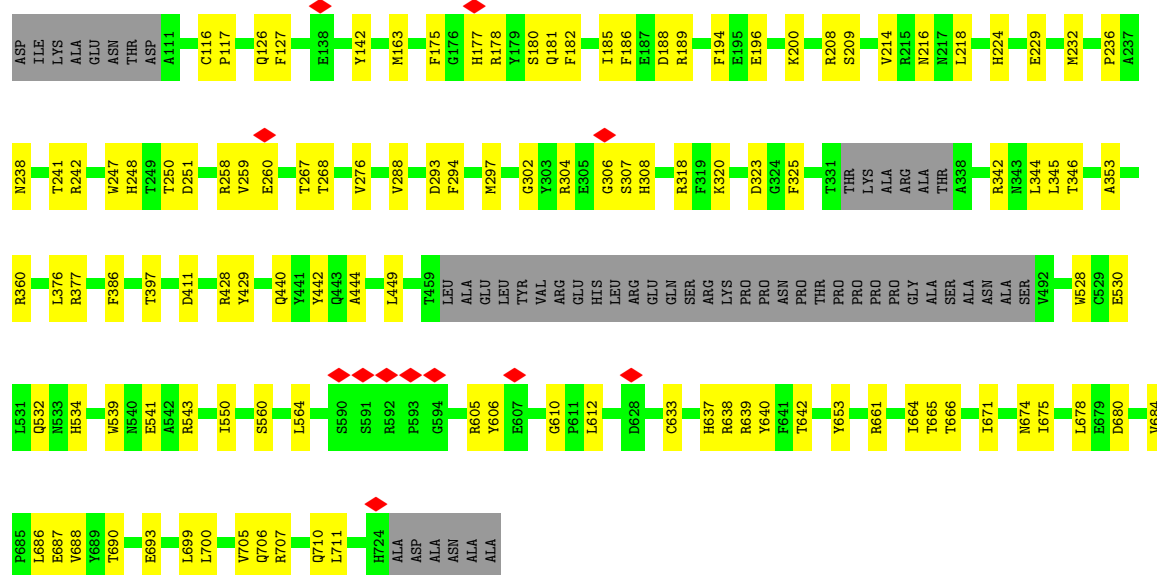 ASP ILE LYS ALA GLU ASN THR ASP A111 C116 P117 Q126 F127 E138 Y142 M163 F175 G176 H177 R178 Y179 S180 Q181 F182 I185 F186 E187 D188 R189 F194 E195 E196 K200 R208 S209 V214 R215 N216 N217 L218 H224 E229 M232 P236 A237
N238 T241 R242 W247 H248 T249 T250 D251 R258 V259 E260 T267 T268 V276 V288 D293 F294 M297 G302 Y303 R304 E305 G306 S307 H308 R318 F319 K320 D323 G324 F325 T331 THR LYS ALA ARG ALA THR A338 R342 N343 L344 L345 T346 A353
R360 L376 R377 F386 T397 D411 R428 Y429 Q440 Y441 Y442 Q443 A444 L449 T459 LEU ALA GLU LEU TYR VAL ARG GLU HIS LEU ARG GLU GLN SER ARG LYS PRO PRO ASN PRO THR PRO PRO PRO PRO GLY ALA SER ALA ASN ALA SER V492 W528 C529 E530
L531 Q532 N533 H534 W539 N540 E541 A542 R543 I550 S560 L564 S590 S591 R592 P593 G594 R605 Y606 E607 G610 P611 L612 D628 C633 H637 R638 R639 Y640 F641 T642 Y653 R661 I664 T665 T666 I671 N674 I675 L678 E679 D680 V684
P685 L686 E687 V688 Y689 T690 E693 L699 L700 V705 Q706 R707 Q710 L711 H724 ALA ASP ALA ASN ALA ALA